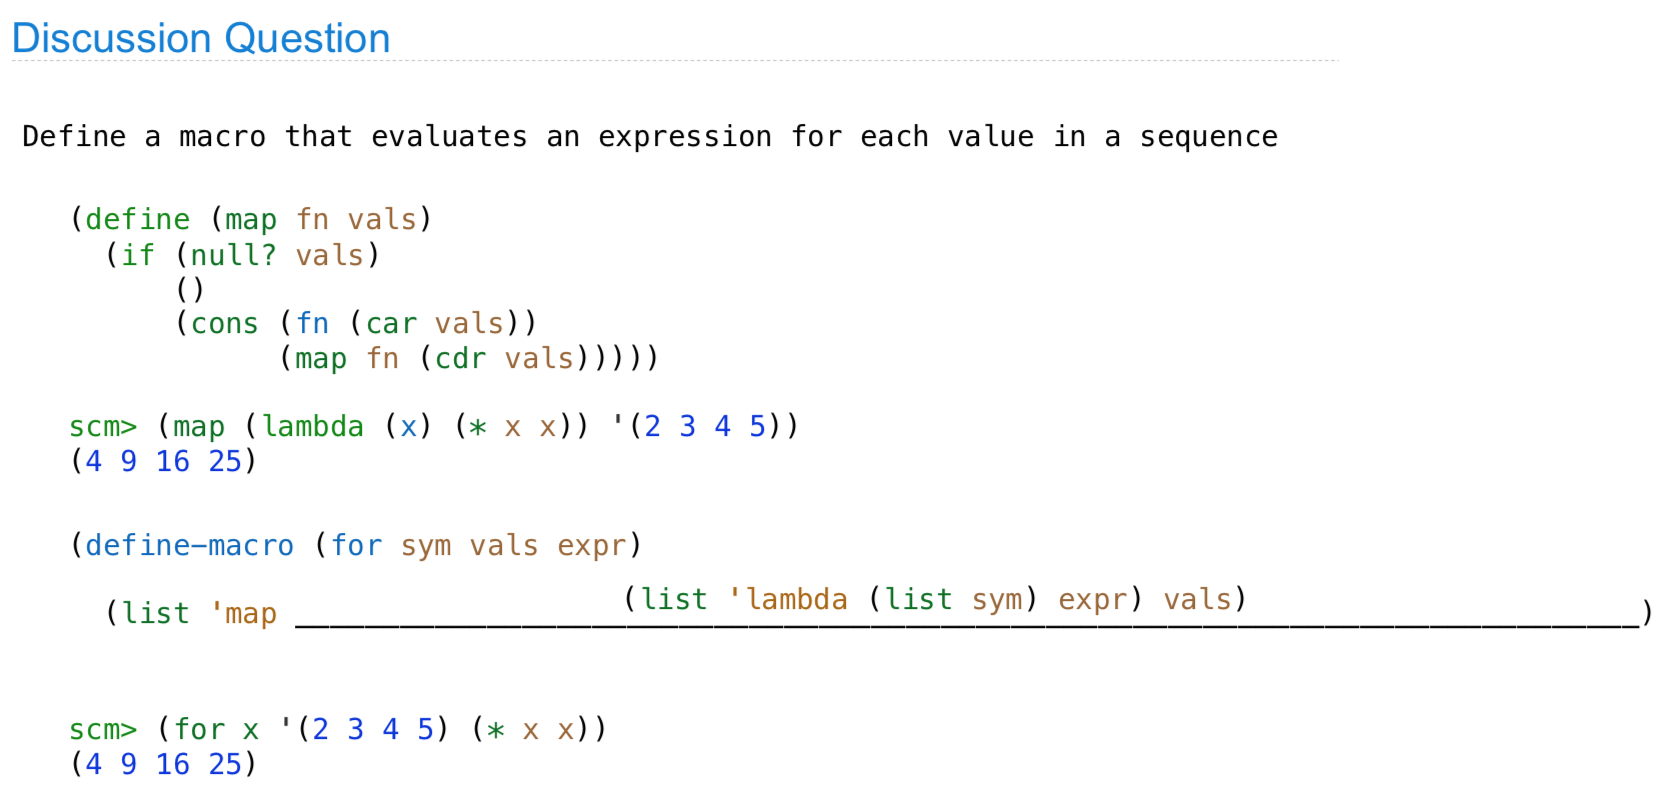 Discussion Question
Define a macro that evaluates an expression for each value in a sequence
(define (map fn vals)
(if (null? vals)
()
(cons (fn (car vals))
(map fn (cdr vals)))))
scm> (map (lambda (x) (* x x)) '(2 3 4 5))
(4 9 16 25)
(define-macro (for sym vals expr)
(list 'map (list 'lambda (list sym) expr) vals))
scm> (for x '(2 3 4 5) (* x x))
(4 9 16 25)